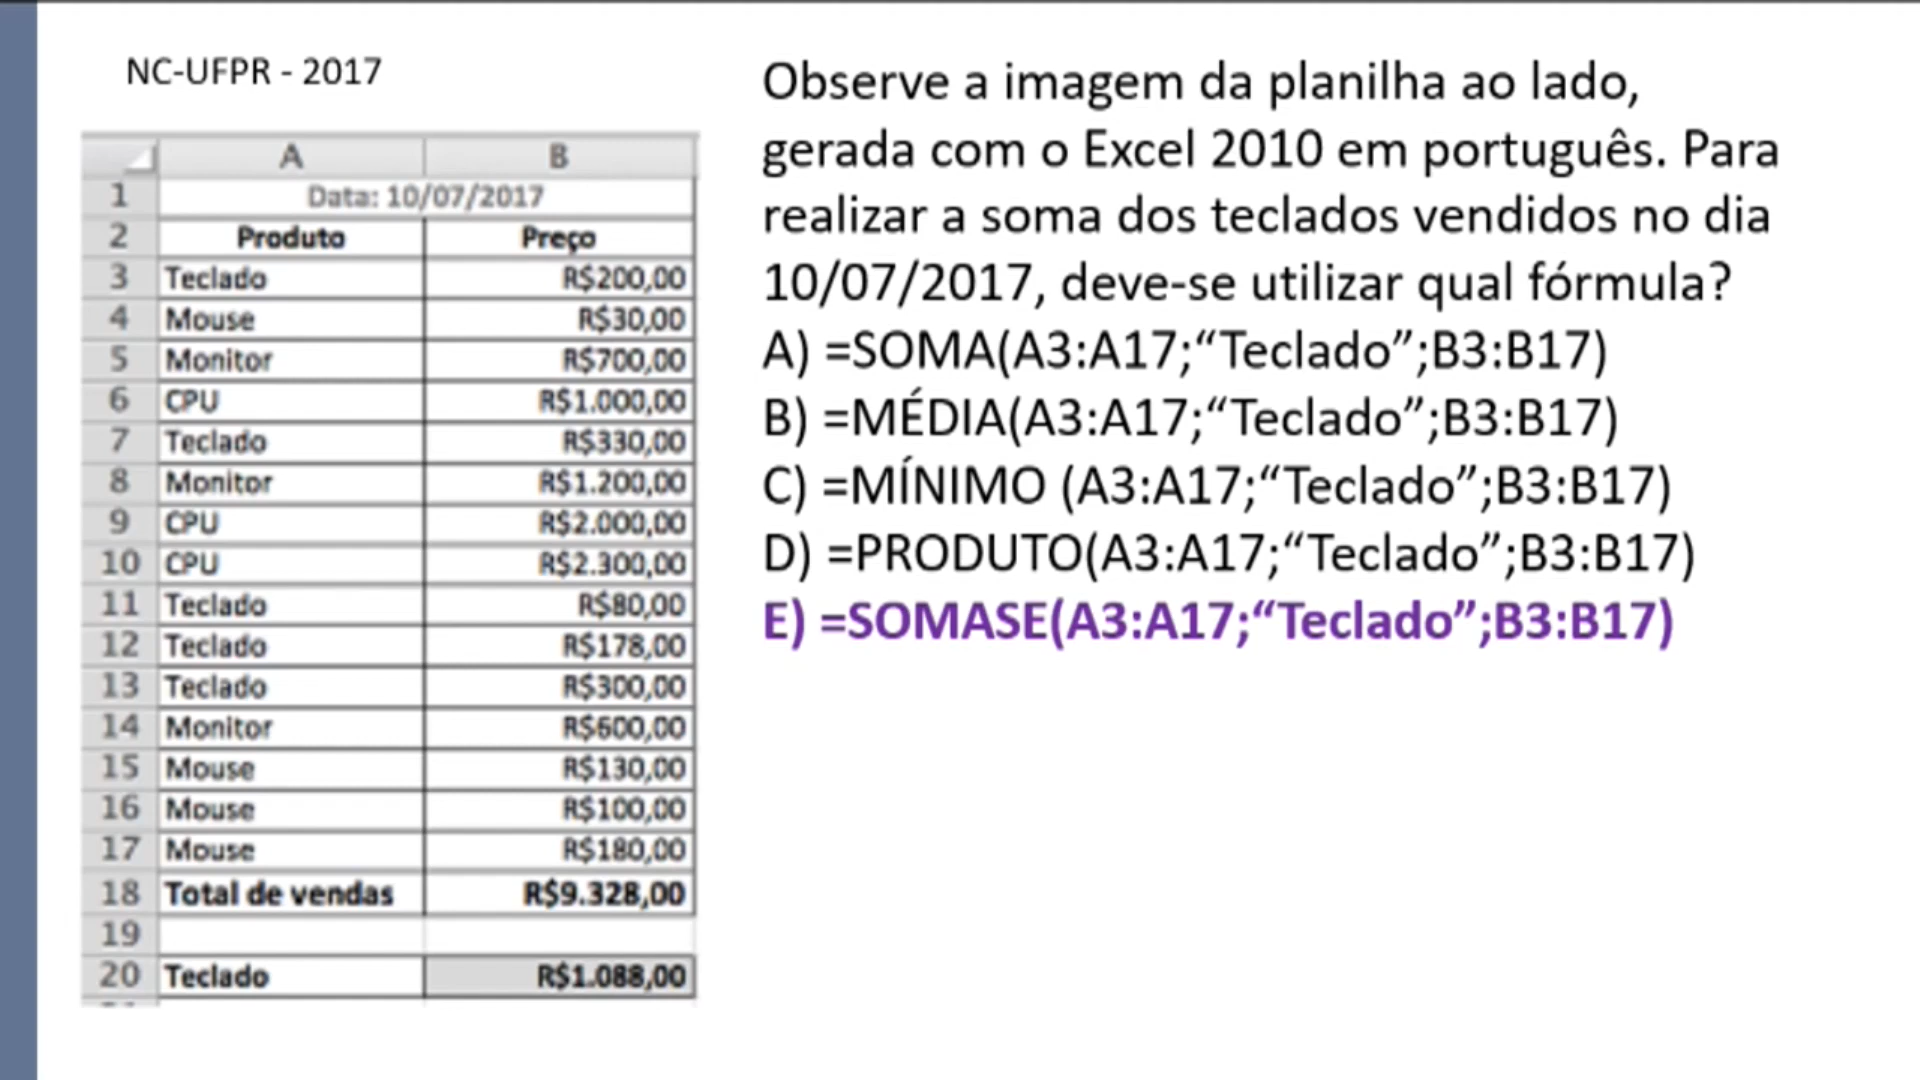 NC-UFPR - 2017
A B
1 Data: 10/07/2017
2 Produto Preço
3 Teclado R$200,00
4 Mouse R$30,00
5 Monitor R$700,00
6 CPU R$1.000,00
7 Teclado R$330,00
8 Monitor R$1.200,00
9 CPU R$2.000,00
10 CPU R$2.300,00
11 Teclado R$80,00
12 Teclado R$178,00
13 Teclado R$300,00
14 Monitor R$600,00
15 Mouse R$130,00
16 Mouse R$100,00
17 Mouse R$180,00
18 Total de vendas R$9.328,00
19
20 Teclado R$1.088,00
Observe a imagem da planilha ao lado,
gerada com o Excel 2010 em português. Para
realizar a soma dos teclados vendidos no dia
10/07/2017, deve-se utilizar qual fórmula?
A) =SOMA(A3:A17;“Teclado”;B3:B17)
B) =MÉDIA(A3:A17;“Teclado”;B3:B17)
C) =MÍNIMO (A3:A17;“Teclado”;B3:B17)
D) =PRODUTO(A3:A17;“Teclado”;B3:B17)
E) =SOMASE(A3:A17;“Teclado”;B3:B17)